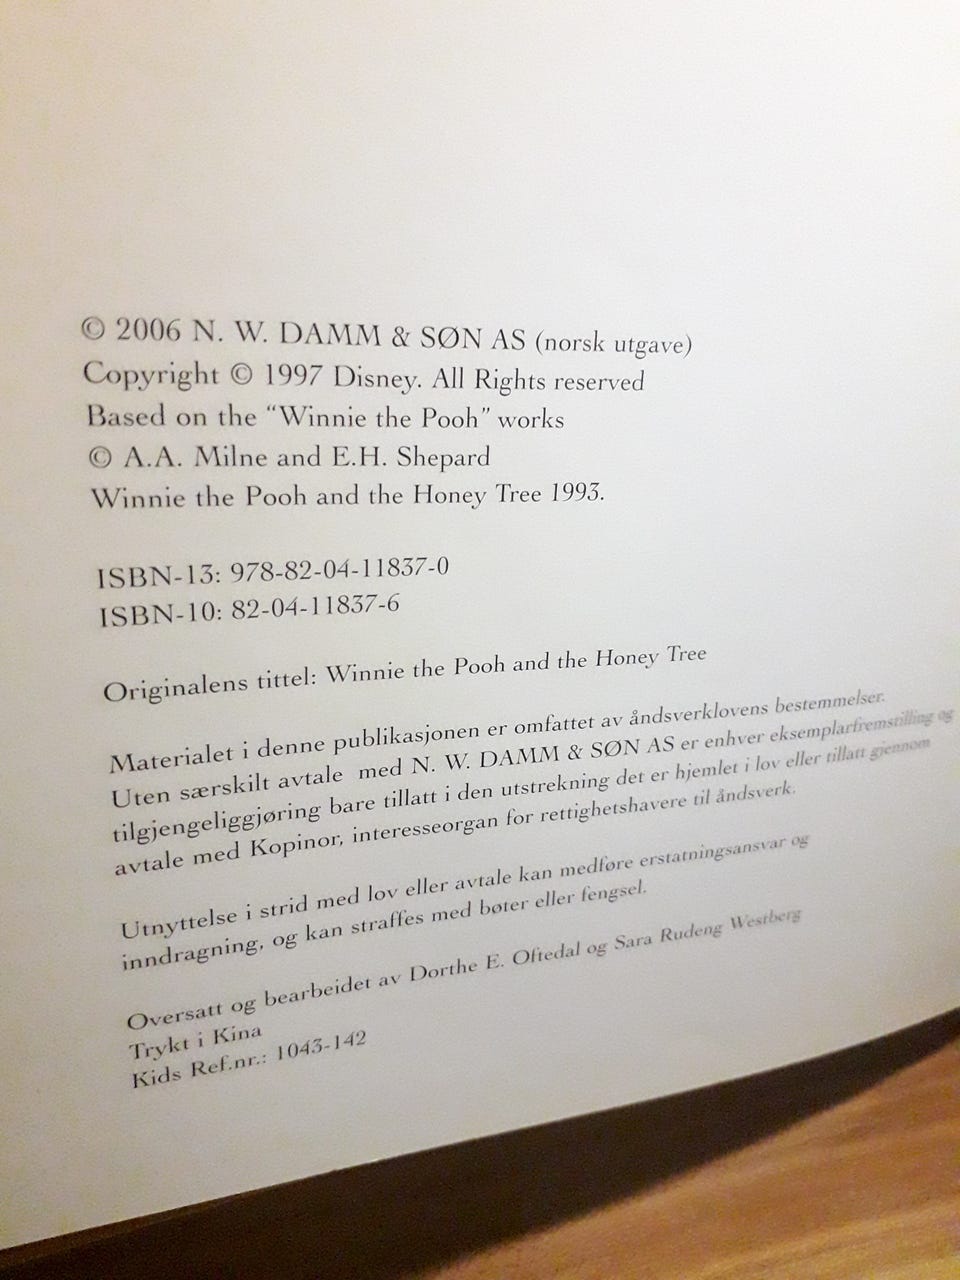 © 2006 N. W. DAMM & SØN AS (norsk utgave)
Copyright © 1997 Disney. All Rights reserved
Based on the “Winnie the Pooh” works
© A.A. Milne and E.H. Shepard
Winnie the Pooh and the Honey Tree 1993.
ISBN-13: 978-82-04-11837-0
ISBN-10: 82-04-11837-6
Originalens tittel: Winnie the Pooh and the Honey Tree
Materialet i denne publikasjonen er omfattet av åndsverklovens bestemmelser.
Uten særskilt avtale med N. W. DAMM & SØN AS er enhver eksemplarfremstilling og
tilgjengeliggjøring bare tillatt i den utstrekning det er hjemlet i lov eller tillatt gjennom
avtale med Kopinor, interesseorgan for rettighetshavere til åndsverk.
Utnyttelse i strid med lov eller avtale kan medføre erstatningsansvar og
inndragning, og kan straffes med bøter eller fengsel.
Oversatt og bearbeidet av Dorthe E. Oftedal og Sara Rudeng Westberg
Trykt i Kina
Kids Ref.nr.: 1043-142